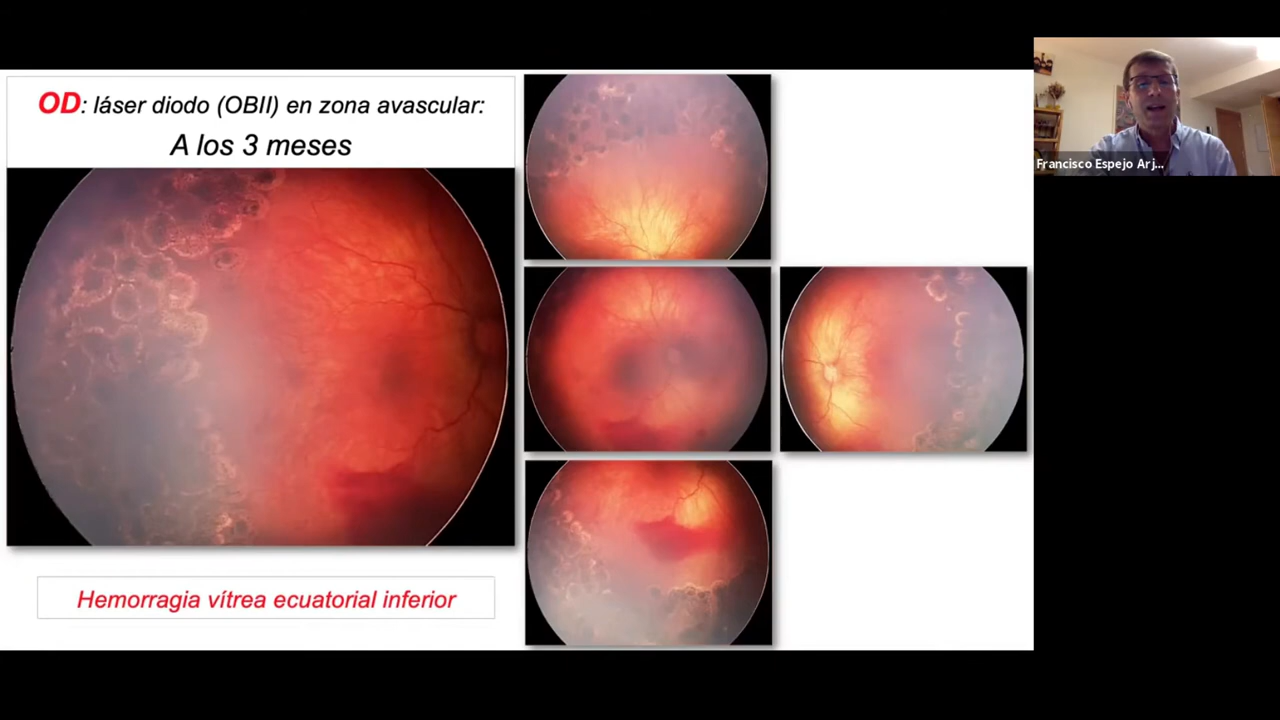 OD: láser diodo (OBII) en zona avascular:
A los 3 meses
Francisco Espejo Arj...
Hemorragia vítrea ecuatorial inferior